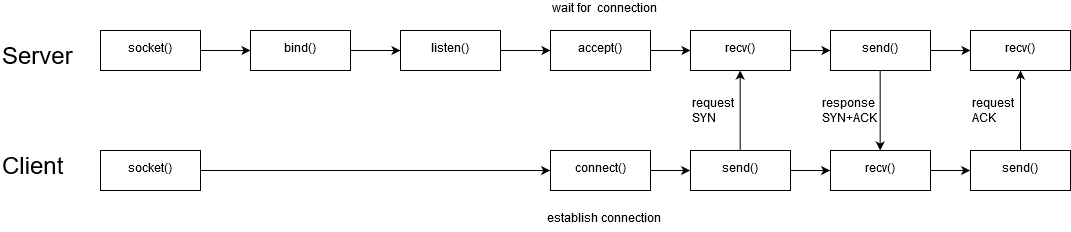 wait for connection
Server
socket()
bind()
listen()
accept()
recv()
send()
recv()
request
SYN
response
SYN+ACK
request
ACK
Client
socket()
connect()
send()
recv()
send()
establish connection